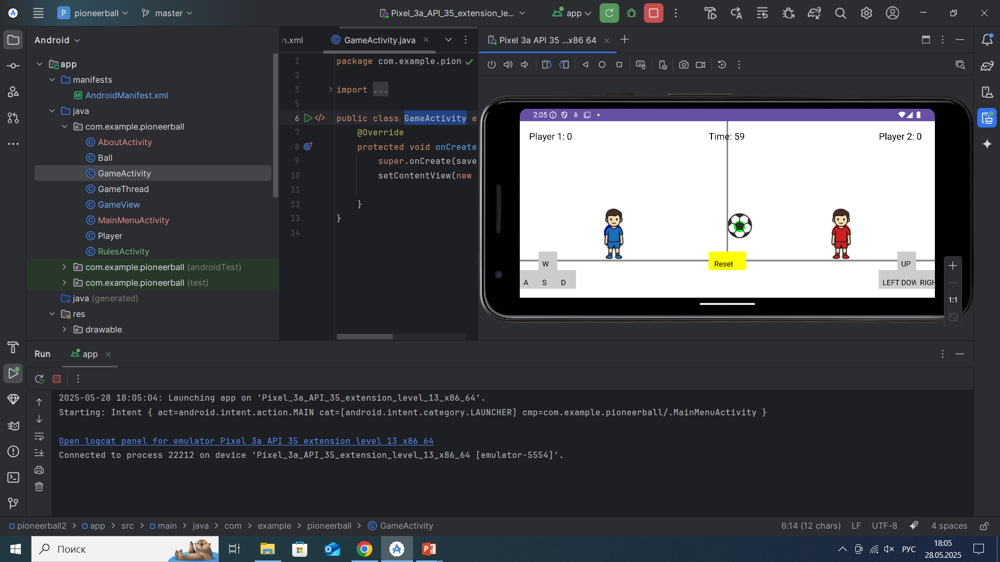 P pioneerball
master
Pixel_3a_API_35_extension_le...
app
Android
n.xml
GameActivity.java
Pixel 3a API 35 ...x86 64
app
manifests
AndroidManifest.xml
java
com.example.pioneerball
AboutActivity
Ball
GameActivity
GameThread
GameView
MainMenuActivity
Player
RulesActivity
com.example.pioneerball (androidTest)
com.example.pioneerball (test)
java (generated)
res
drawable
1 package com.example.pion
2
3 import ...
5
6 public class GameActivity e
7 @Override
8 protected void onCreate
9 super.onCreate(save
10 setContentView(new
11
12 }
13 }
14
2:05
Player 1: 0
Time: 59
Player 2: 0
W
Reset
UP
A S D
LEFT DOW RIGH
1:1
Run
app
2025-05-28 18:05:04: Launching app on 'Pixel_3a_API_35_extension_level_13_x86_64'.
Starting: Intent { act=android.intent.action.MAIN cat=[android.intent.category.LAUNCHER] cmp=com.example.pioneerball/.MainMenuActivity }
Open logcat panel for emulator Pixel 3a API 35 extension level 13 x86 64
Connected to process 22212 on device 'Pixel_3a_API_35_extension_level_13_x86_64 [emulator-5554]'.
pioneerball2 > app > src > main > java > com > example > pioneerball > GameActivity
6:14 (12 chars)
LF
UTF-8
4 spaces
Поиск
РУС
18:05
28.05.2025